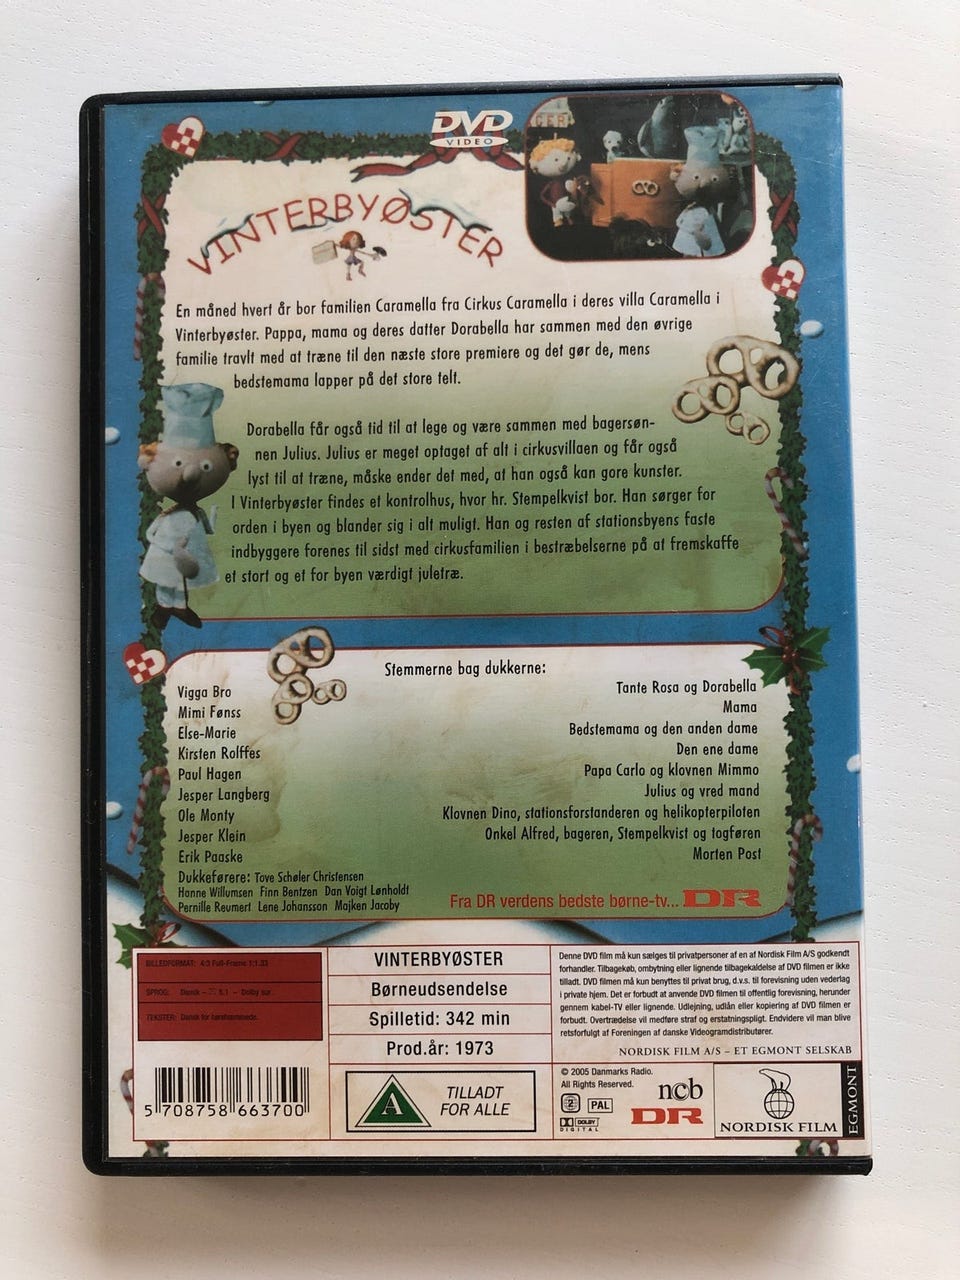 DVD
VIDEO
VINTERBYØSTER
En måned hvert år bor familien Caramella fra Cirkus Caramella i deres villa Caramella i
Vinterbyøster. Pappa, mama og deres datter Dorabella har sammen med den øvrige
familie travlt med at træne til den næste store premiere og det gør de, mens
bedstemama lapper på det store telt.
Dorabella får også tid til at lege og være sammen med bagersøn-
nen Julius. Julius er meget optaget af alt i cirkusvillaen og får også
lyst til at træne, måske ender det med, at han også kan gøre kunster.
I Vinterbyøster findes et kontrolhus, hvor hr. Stempelkvist bor. Han sørger for
orden i byen og blander sig i alt muligt. Han og resten af stationsbyens faste
indbyggere forenes til sidst med cirkusfamilien i bestræbelserne på at fremskaffe
et stort og et for byen værdigt juletræ.
Stemmerne bag dukkerne:
Vigga Bro Tante Rosa og Dorabella
Mimi Fønss Mama
Else-Marie Bedstemama og den anden dame
Kirsten Rolffes Den ene dame
Paul Hagen Papa Carlo og klovnen Mimmo
Jesper Langberg Julius og vred mand
Ole Monty Klovnen Dino, stationsforstanderen og helikopterpiloten
Jesper Klein Onkel Alfred, bageren, Stempelkvist og togføren
Erik Paaske Morten Post
Dukkeførere: Tove Schøler Christensen
Hanne Willumsen Finn Bentzen Dan Voigt Lønholdt
Pernille Reumert Lene Johansson Majken Jacoby
Fra DR verdens bedste børne-tv... DR
BILLEDFORMAT: 4:3 Full-Frame 1:1.33
SPROG: Dansk – 5.1 – Dolby sur.
TEKSTER: Dansk for hørehæmmede.
5 708758 663700
VINTERBYØSTER
Børneudsendelse
Spilletid: 342 min
Prod.år: 1973
A
TILLADT
FOR ALLE
Denne DVD film må kun sælges til privatpersoner af en af Nordisk Film A/S godkendt
forhandler. Tilbagekøb, ombytning eller lignende tilbagekaldelse af DVD filmen er ikke
tilladt. DVD filmen må kun benyttes til privat brug, d.v.s. til forevisning uden vederlag
i private hjem. Det er forbudt at anvende DVD filmen til offentlig forevisning, herunder
gennem kabel-TV eller lignende. Udlejning, udlån eller kopiering af DVD filmen er
forbudt. Overtrædelse vil medføre straf og erstatningspligt. Endvidere vil man blive
retsforfulgt af Foreningen af danske Videogramdistributører.
NORDISK FILM A/S – ET EGMONT SELSKAB
© 2005 Danmarks Radio.
All Rights Reserved.
ncb
2 PAL
DOLBY
DIGITAL
DR
NORDISK FILM
EGMONT